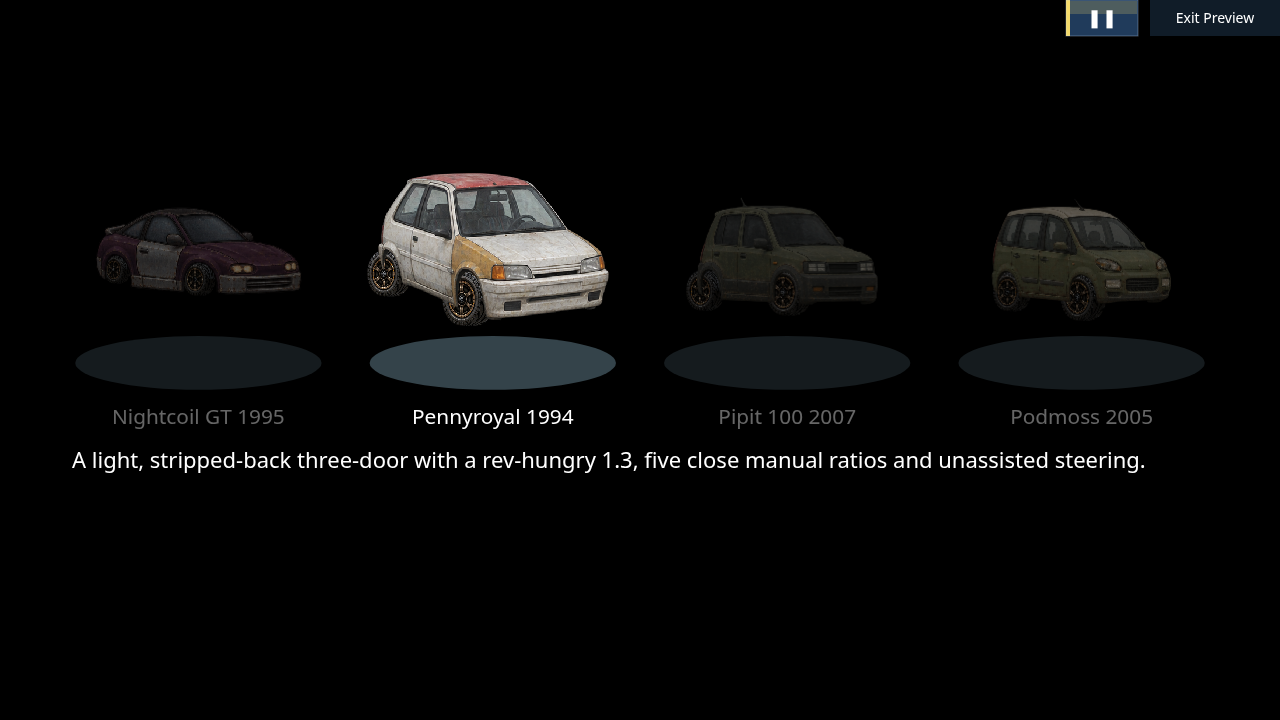 Exit Preview
Nightcoil GT 1995
Pennyroyal 1994
Pipit 100 2007
Podmoss 2005
A light, stripped-back three-door with a rev-hungry 1.3, five close manual ratios and unassisted steering.